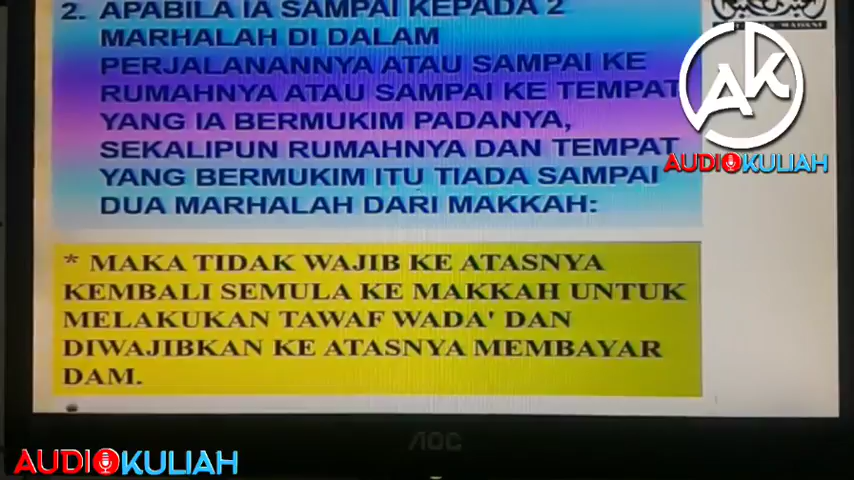 2. APABILA IA SAMPAI KEPADA 2
MARHALAH DI DALAM
PERJALANANNYA ATAU SAMPAI KE
RUMAHNYA ATAU SAMPAI KE TEMPAT
YANG IA BERMUKIM PADANYA,
SEKALIPUN RUMAHNYA DAN TEMPAT
YANG BERMUKIM ITU TIADA SAMPAI
DUA MARHALAH DARI MAKKAH:
* MAKA TIDAK WAJIB KE ATASNYA
KEMBALI SEMULA KE MAKKAH UNTUK
MELAKUKAN TAWAF WADA' DAN
DIWAJIBKAN KE ATASNYA MEMBAYAR
DAM.
AK
AUDIOKULIAH
AOC
AUDIOKULIAH